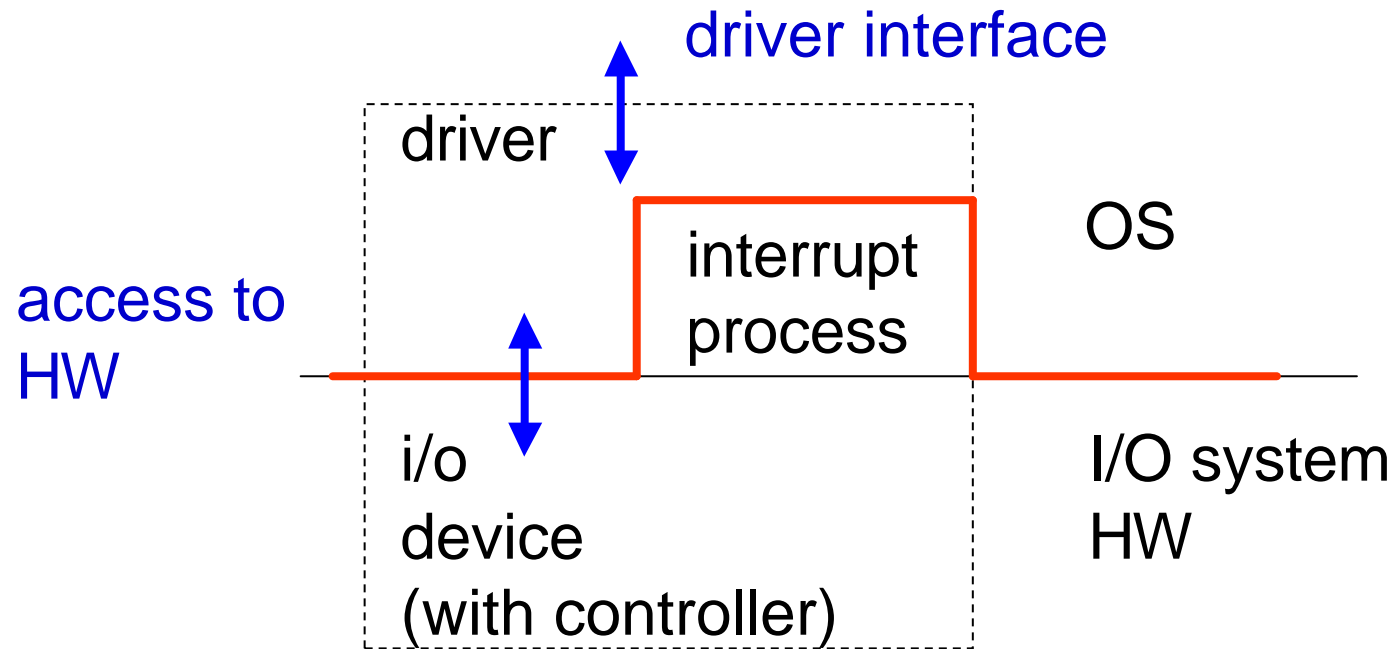 driver interface
driver
OS
interrupt
process
access to
HW
i/o
device
(with controller)
I/O system
HW